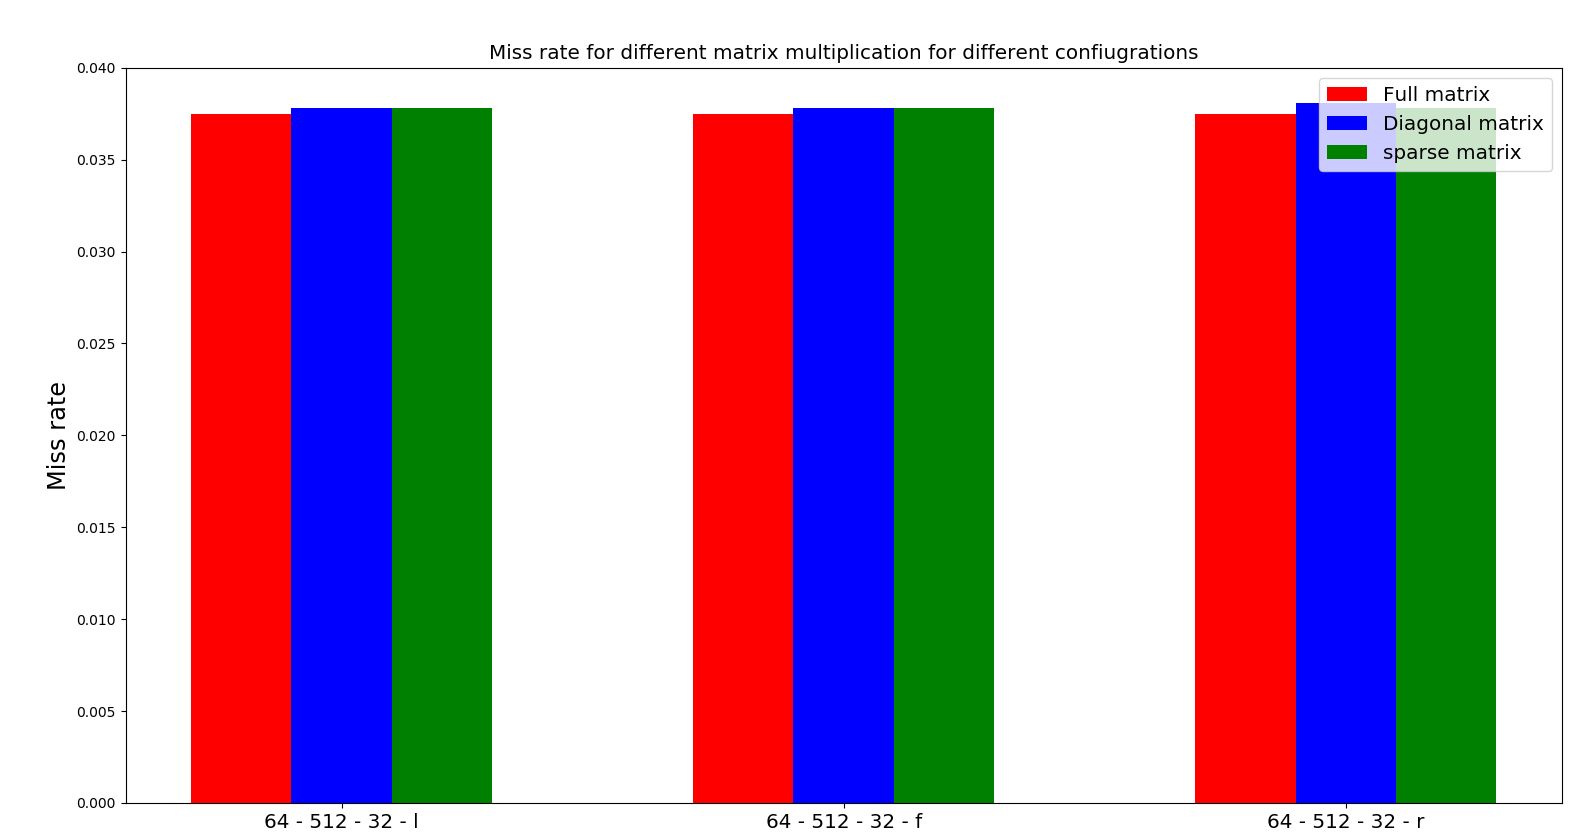 Miss rate for different matrix multiplication for different confiugrations
0.040
0.035
0.030
0.025
0.020
0.015
0.010
0.005
0.000
Miss rate
Full matrix
Diagonal matrix
sparse matrix
64 - 512 - 32 - l
64 - 512 - 32 - f
64 - 512 - 32 - r